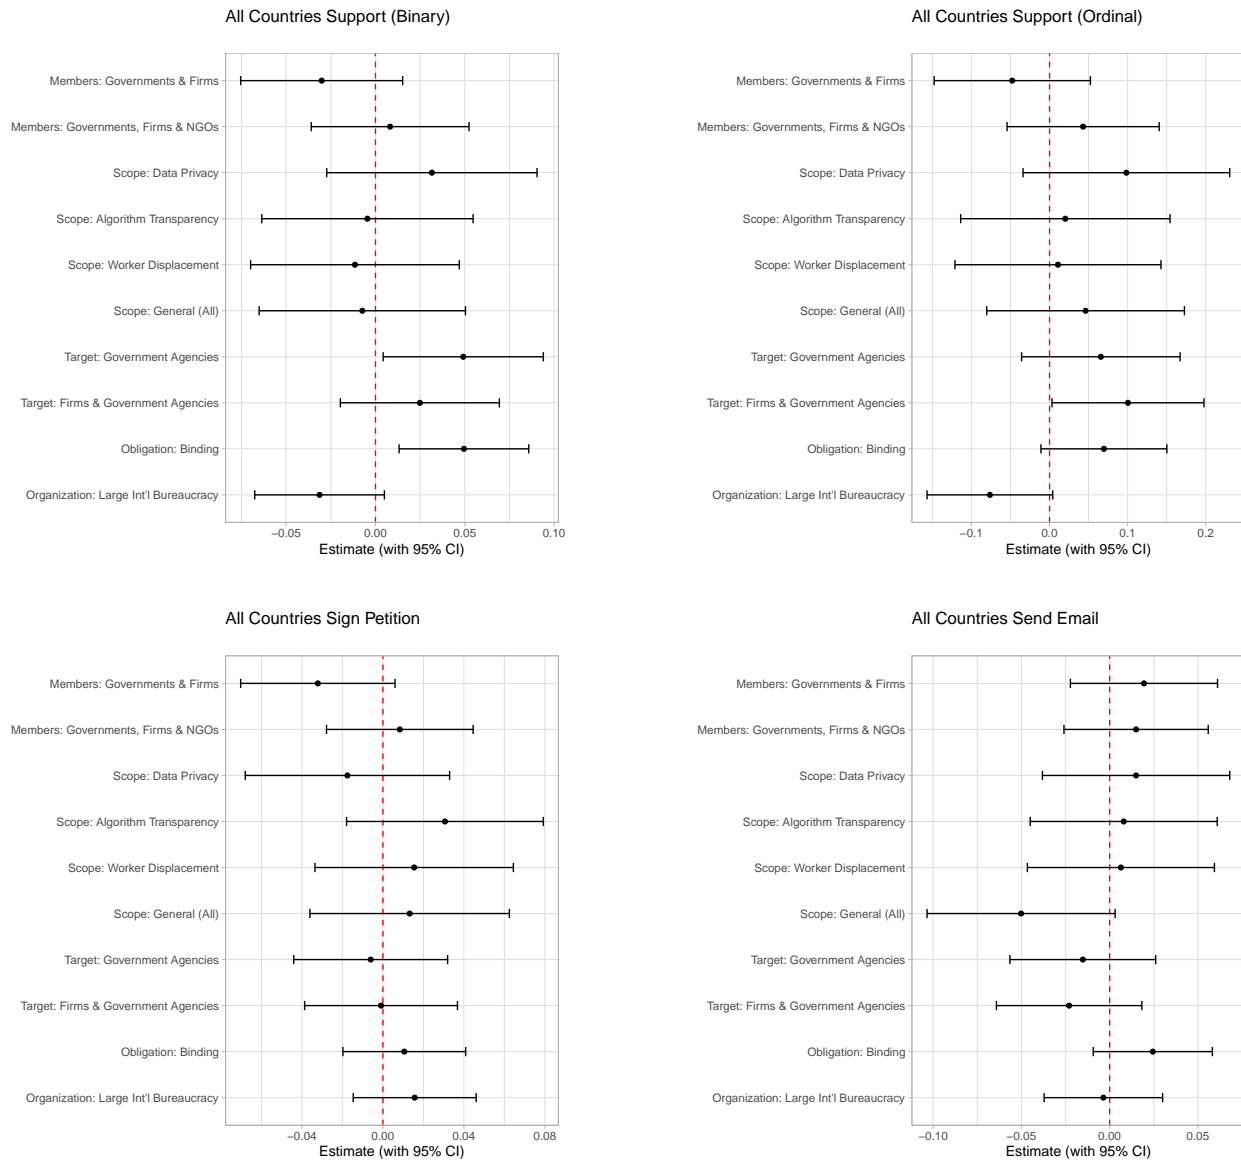 All Countries Support (Binary)
Members: Governments & Firms
Members: Governments, Firms & NGOs
Scope: Data Privacy
Scope: Algorithm Transparency
Scope: Worker Displacement
Scope: General (All)
Target: Government Agencies
Target: Firms & Government Agencies
Obligation: Binding
Organization: Large Int'l Bureaucracy
−0.05 0.00 0.05 0.10
Estimate (with 95% CI)
All Countries Support (Ordinal)
Members: Governments & Firms
Members: Governments, Firms & NGOs
Scope: Data Privacy
Scope: Algorithm Transparency
Scope: Worker Displacement
Scope: General (All)
Target: Government Agencies
Target: Firms & Government Agencies
Obligation: Binding
Organization: Large Int'l Bureaucracy
−0.1 0.0 0.1 0.2
Estimate (with 95% CI)
All Countries Sign Petition
Members: Governments & Firms
Members: Governments, Firms & NGOs
Scope: Data Privacy
Scope: Algorithm Transparency
Scope: Worker Displacement
Scope: General (All)
Target: Government Agencies
Target: Firms & Government Agencies
Obligation: Binding
Organization: Large Int'l Bureaucracy
−0.04 0.00 0.04 0.08
Estimate (with 95% CI)
All Countries Send Email
Members: Governments & Firms
Members: Governments, Firms & NGOs
Scope: Data Privacy
Scope: Algorithm Transparency
Scope: Worker Displacement
Scope: General (All)
Target: Government Agencies
Target: Firms & Government Agencies
Obligation: Binding
Organization: Large Int'l Bureaucracy
−0.10 −0.05 0.00 0.05
Estimate (with 95% CI)